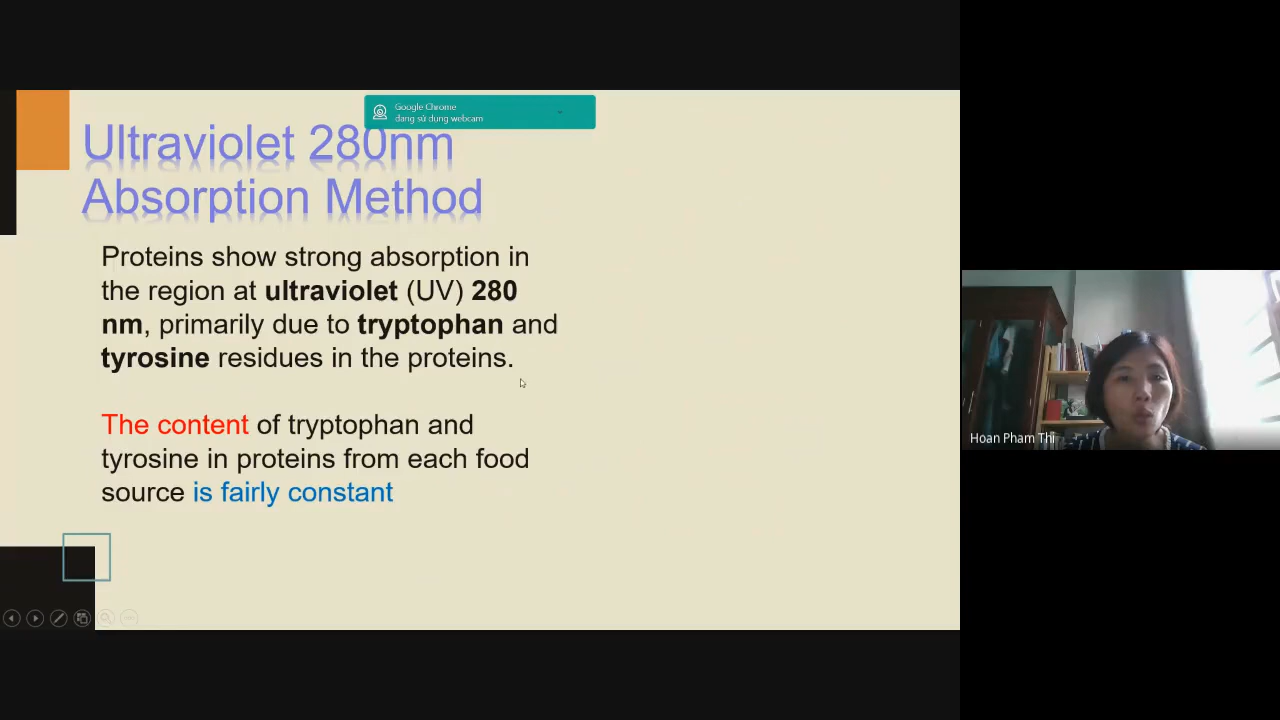 Google Chrome
đang sử dụng webcam
Ultraviolet 280nm
Absorption Method
Proteins show strong absorption in
the region at ultraviolet (UV) 280
nm, primarily due to tryptophan and
tyrosine residues in the proteins.
The content of tryptophan and
tyrosine in proteins from each food
source is fairly constant
Hoan Pham Thi